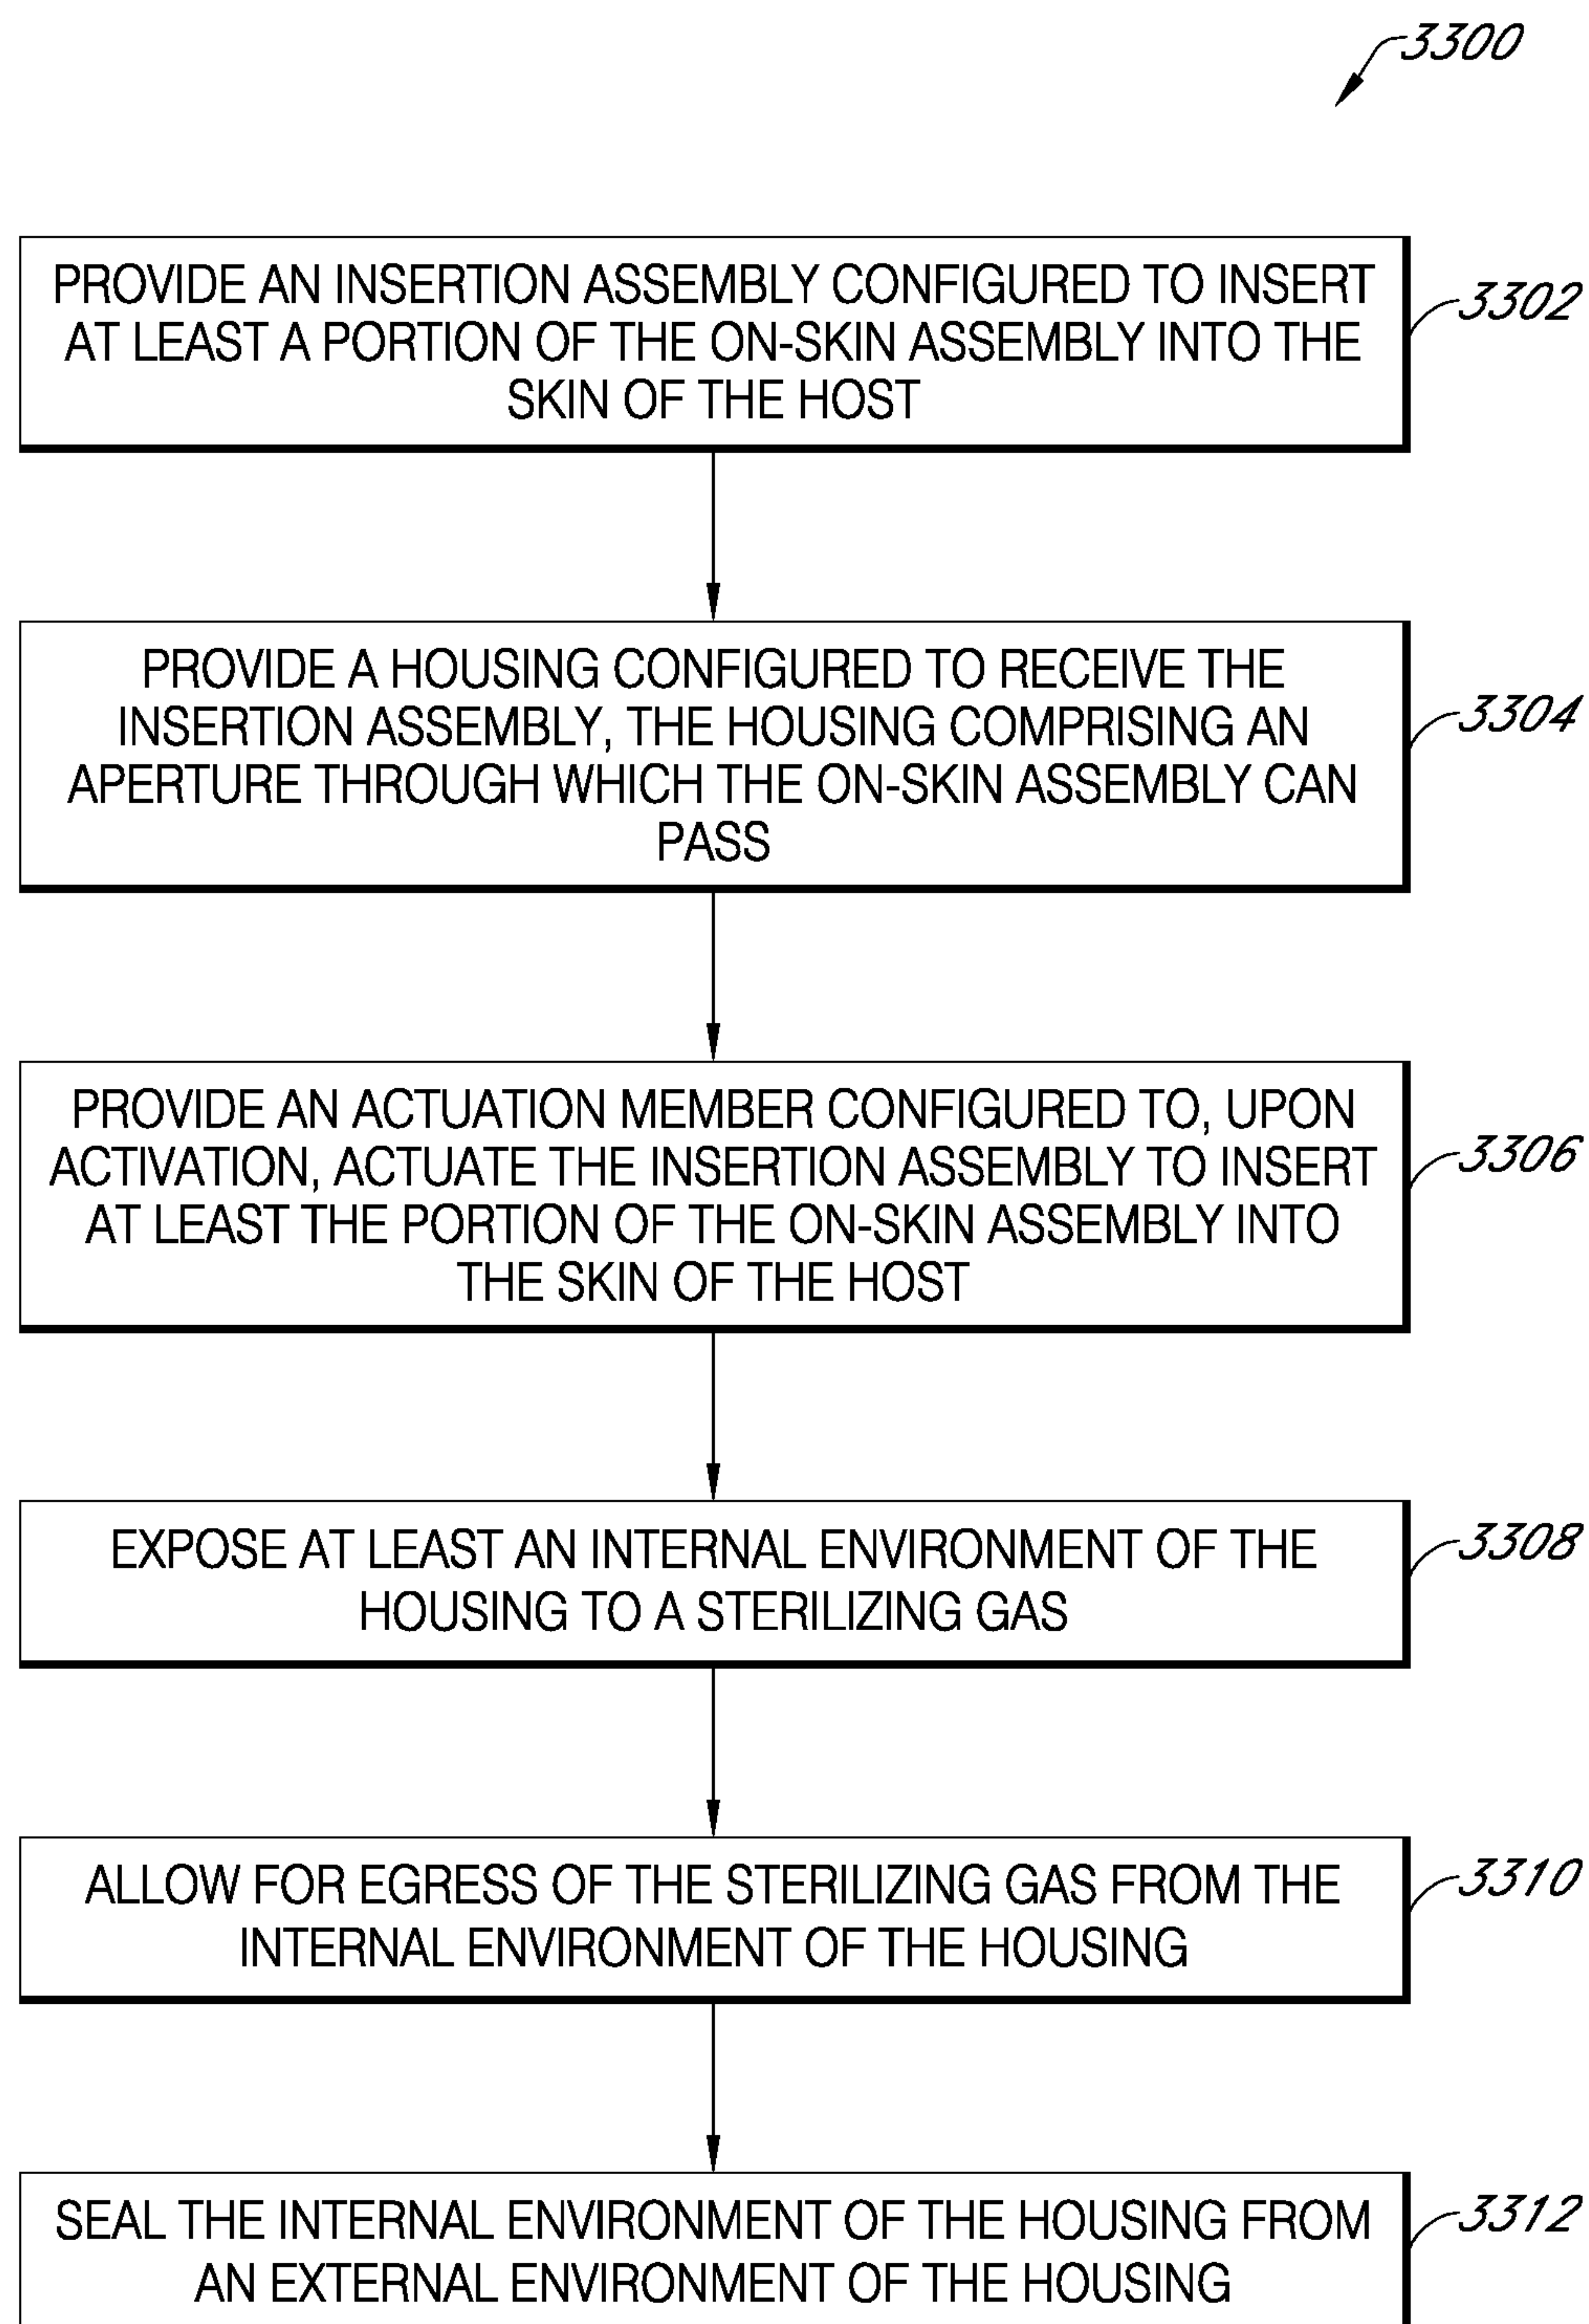 3300
PROVIDE AN INSERTION ASSEMBLY CONFIGURED TO INSERT
AT LEAST A PORTION OF THE ON-SKIN ASSEMBLY INTO THE
SKIN OF THE HOST
3302
PROVIDE A HOUSING CONFIGURED TO RECEIVE THE
INSERTION ASSEMBLY, THE HOUSING COMPRISING AN
APERTURE THROUGH WHICH THE ON-SKIN ASSEMBLY CAN
PASS
3304
PROVIDE AN ACTUATION MEMBER CONFIGURED TO, UPON
ACTIVATION, ACTUATE THE INSERTION ASSEMBLY TO INSERT
AT LEAST THE PORTION OF THE ON-SKIN ASSEMBLY INTO
THE SKIN OF THE HOST
3306
EXPOSE AT LEAST AN INTERNAL ENVIRONMENT OF THE
HOUSING TO A STERILIZING GAS
3308
ALLOW FOR EGRESS OF THE STERILIZING GAS FROM THE
INTERNAL ENVIRONMENT OF THE HOUSING
3310
SEAL THE INTERNAL ENVIRONMENT OF THE HOUSING FROM
AN EXTERNAL ENVIRONMENT OF THE HOUSING
3312